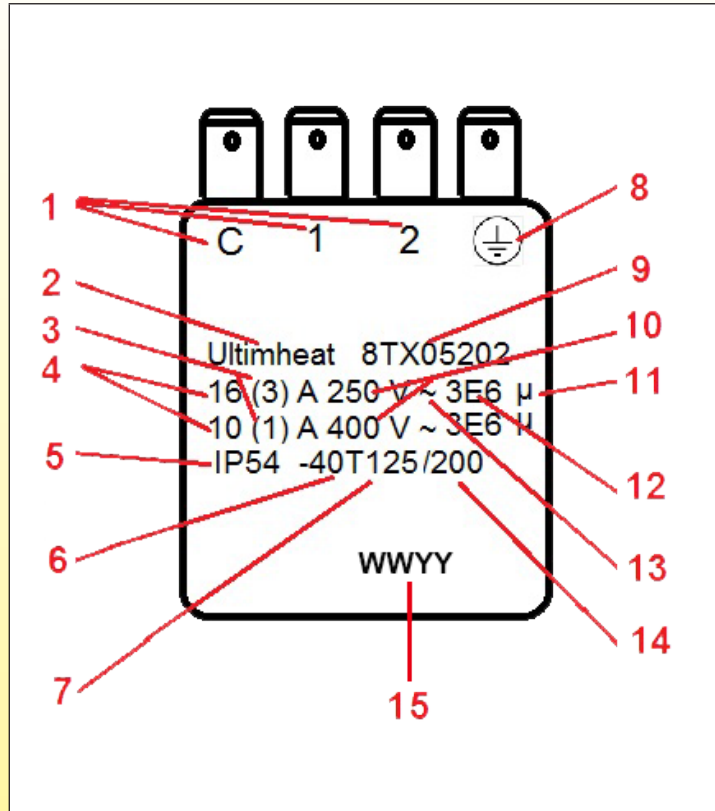 1 C 1 2 8
2 9
3 Ultimheat 8TX05202 10
4 16 (3) A 250 V ~ 3E6 µ 11
10 (1) A 400 V ~ 3E6 µ
5 IP54 -40T125/200 12
6 WWYY 13
14
7 15